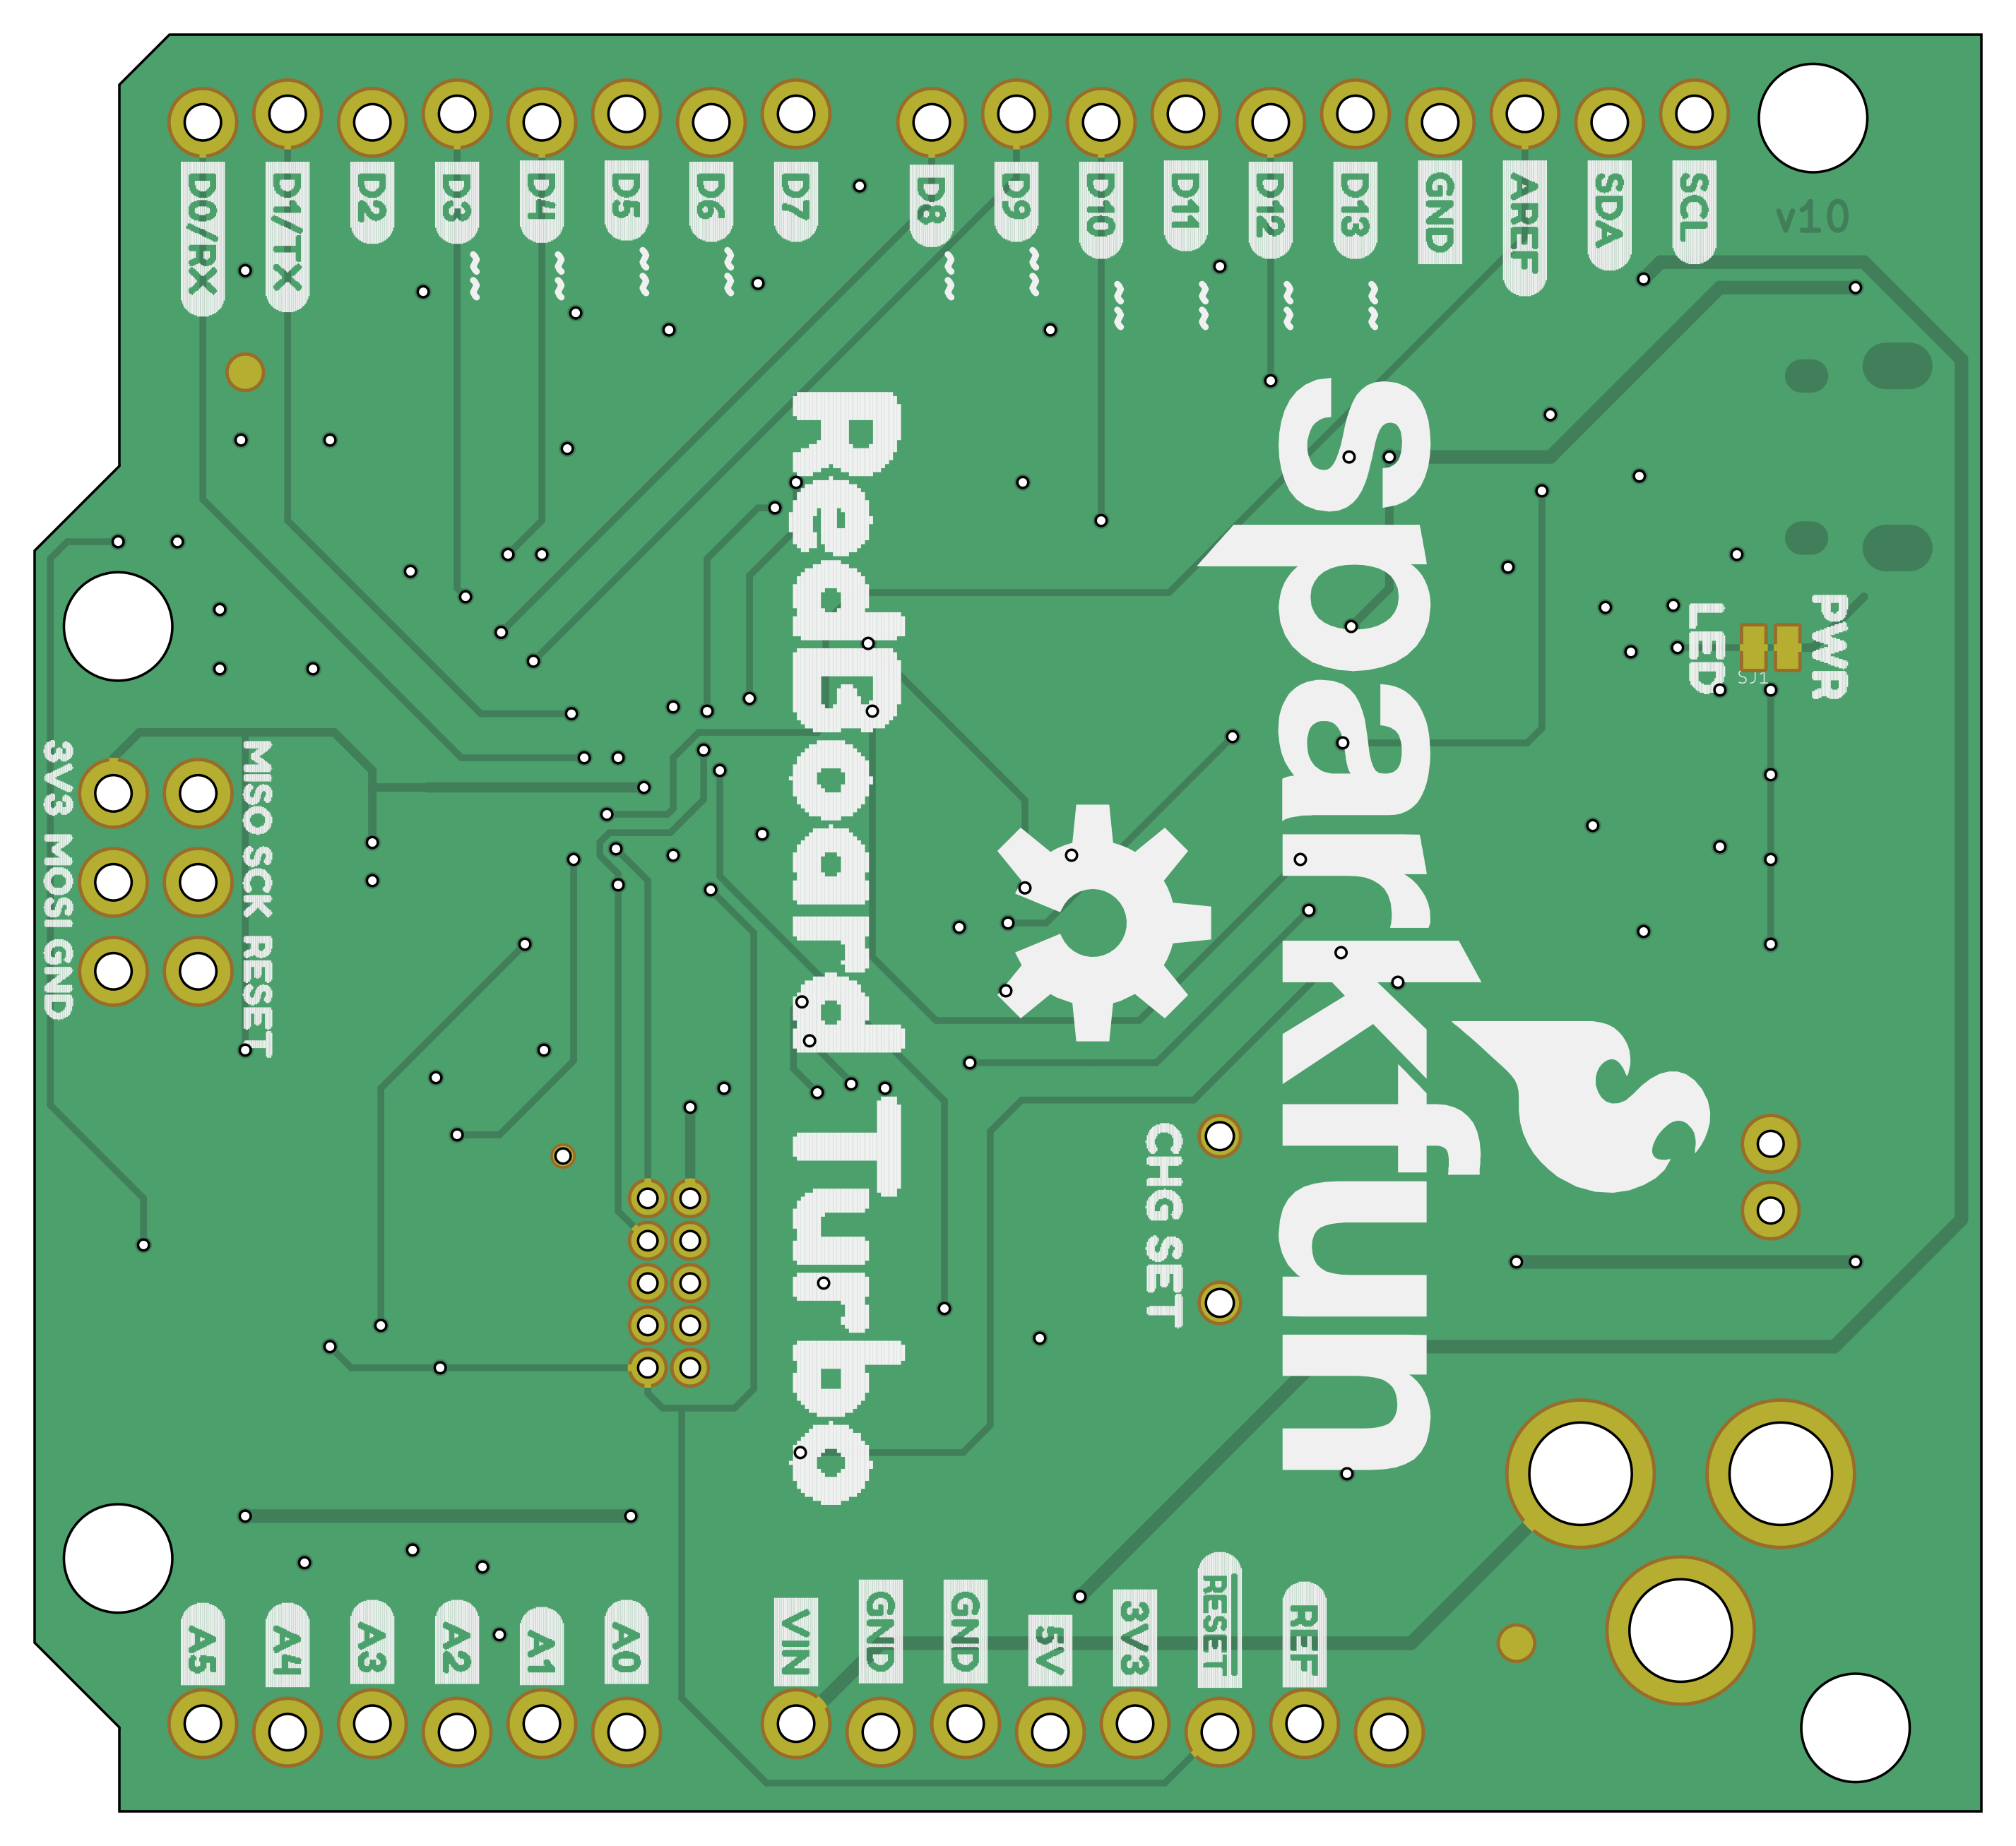 D0/RX
D1/TX
D2
D3
D4
D5
D6
D7
D8
D9
D10
D11
D12
D13
GND
AREF
SDA
SCL
v10
RedBoard Turbo
sparkfun
LED
PWR
SJ1
3V3 MOSI GND
MISO SCK RESET
CHG SET
A5
A4
A3
A2
A1
A0
VIN
GND
GND
5V
3V3
RESET
REF